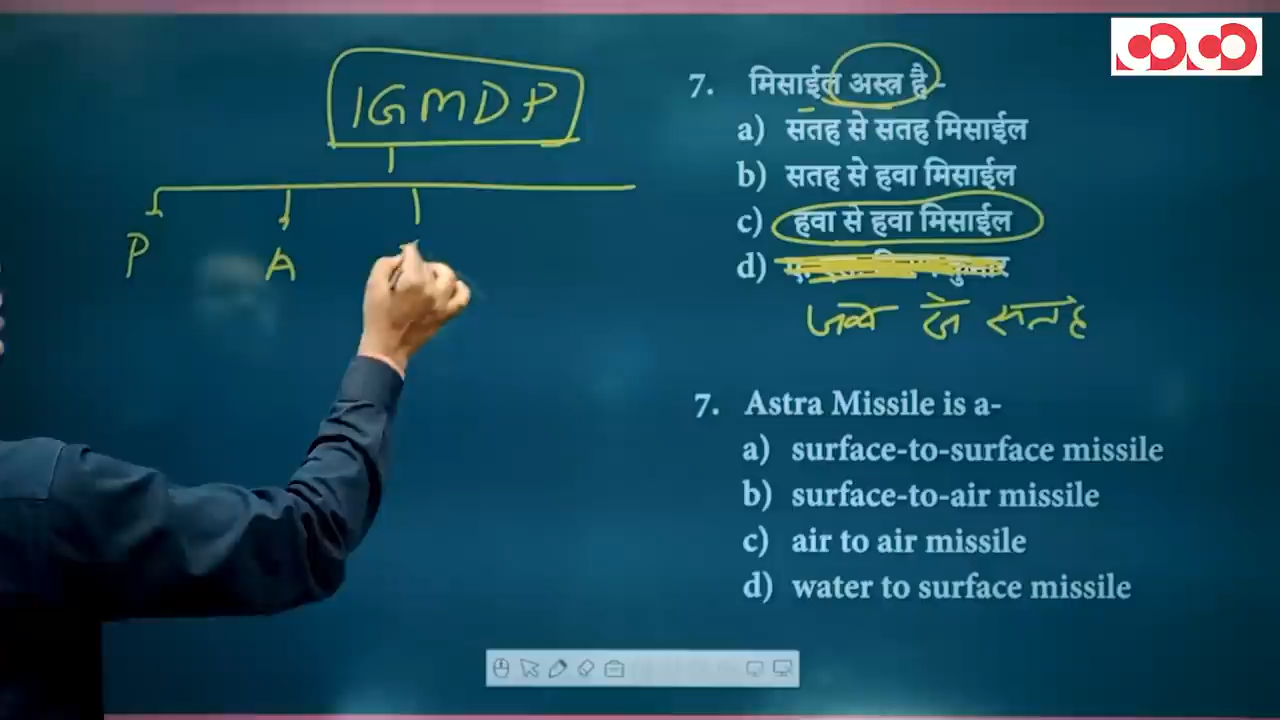 IGMDP
P A
7. मिसाईल अस्त्र है-
a) सतह से सतह मिसाईल
b) सतह से हवा मिसाईल
c) हवा से हवा मिसाईल
d)
से सतह
7. Astra Missile is a-
a) surface-to-surface missile
b) surface-to-air missile
c) air to air missile
d) water to surface missile